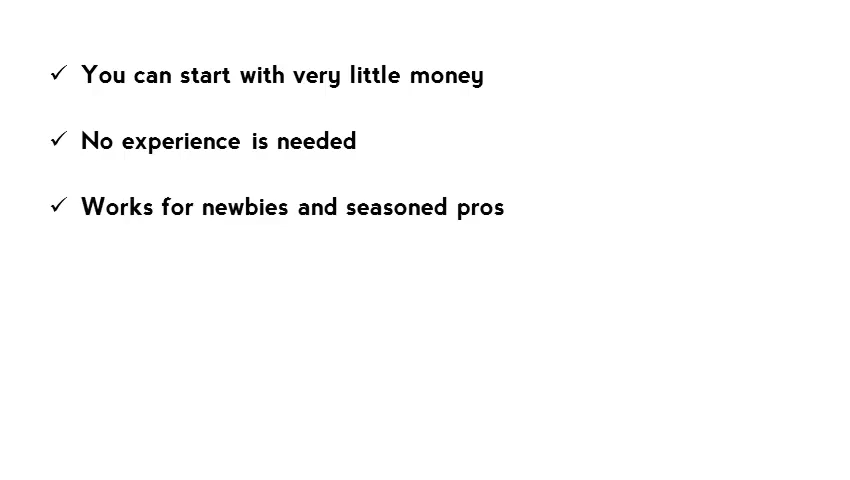 ✓ You can start with very little money
✓ No experience is needed
✓ Works for newbies and seasoned pros